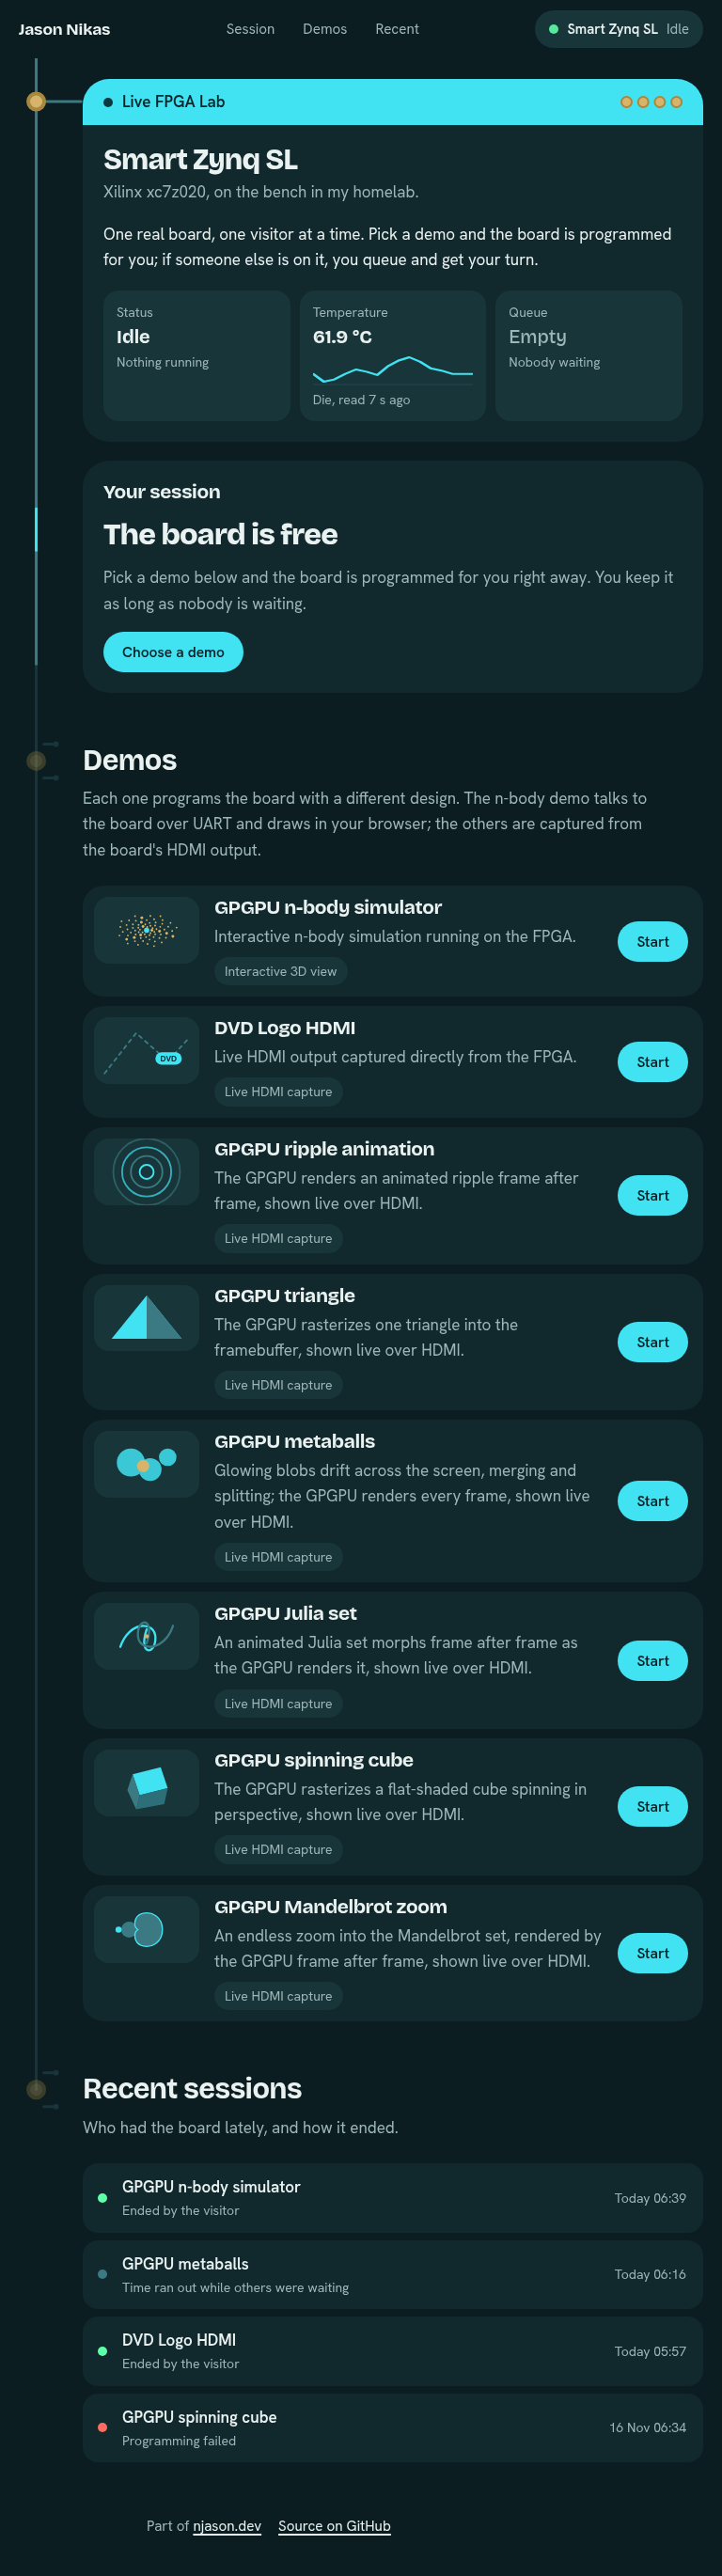 Jason Nikas
Session
Demos
Recent
Smart Zynq SL Idle
Live FPGA Lab
Smart Zynq SL
Xilinx xc7z020, on the bench in my homelab.
One real board, one visitor at a time. Pick a demo and the board is programmed
for you; if someone else is on it, you queue and get your turn.
Status
Idle
Nothing running
Temperature
61.9 °C
Die, read 7 s ago
Queue
Empty
Nobody waiting
Your session
The board is free
Pick a demo below and the board is programmed for you right away. You keep it
as long as nobody is waiting.
Choose a demo
Demos
Each one programs the board with a different design. The n-body demo talks to
the board over UART and draws in your browser; the others are captured from
the board's HDMI output.
GPGPU n-body simulator
Interactive n-body simulation running on the FPGA.
Interactive 3D view
Start
DVD
DVD Logo HDMI
Live HDMI output captured directly from the FPGA.
Live HDMI capture
Start
GPGPU ripple animation
The GPGPU renders an animated ripple frame after
frame, shown live over HDMI.
Live HDMI capture
Start
GPGPU triangle
The GPGPU rasterizes one triangle into the
framebuffer, shown live over HDMI.
Live HDMI capture
Start
GPGPU metaballs
Glowing blobs drift across the screen, merging and
splitting; the GPGPU renders every frame, shown live
over HDMI.
Live HDMI capture
Start
GPGPU Julia set
An animated Julia set morphs frame after frame as
the GPGPU renders it, shown live over HDMI.
Live HDMI capture
Start
GPGPU spinning cube
The GPGPU rasterizes a flat-shaded cube spinning in
perspective, shown live over HDMI.
Live HDMI capture
Start
GPGPU Mandelbrot zoom
An endless zoom into the Mandelbrot set, rendered by
the GPGPU frame after frame, shown live over HDMI.
Live HDMI capture
Start
Recent sessions
Who had the board lately, and how it ended.
GPGPU n-body simulator
Ended by the visitor
Today 06:39
GPGPU metaballs
Time ran out while others were waiting
Today 06:16
DVD Logo HDMI
Ended by the visitor
Today 05:57
GPGPU spinning cube
Programming failed
16 Nov 06:34
Part of njason.dev
Source on GitHub